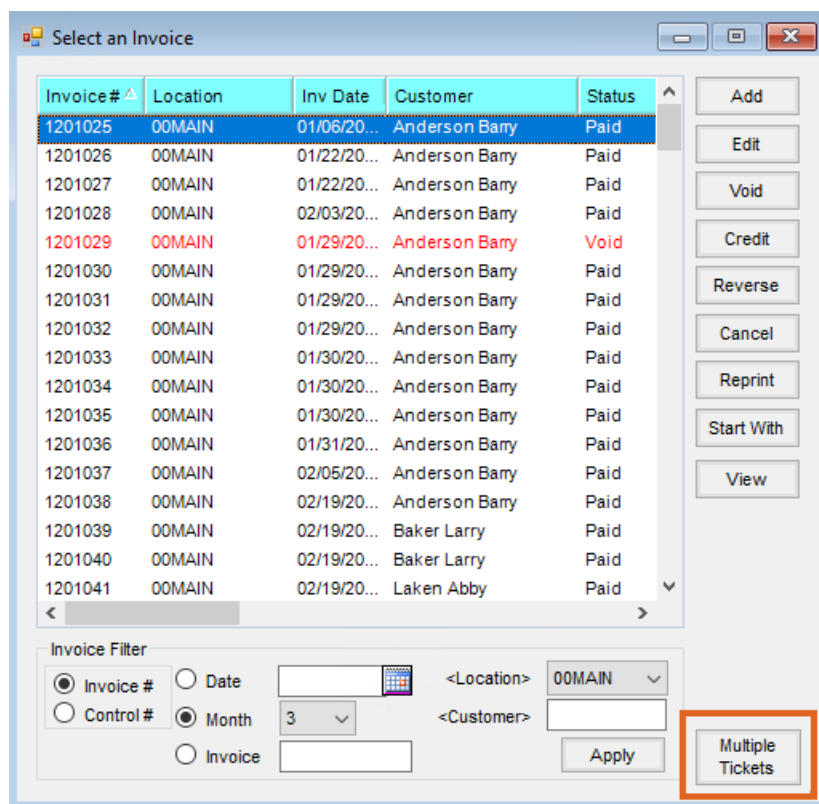 Select an Invoice
Invoice# Location Inv Date Customer Status
1201025 00MAIN 01/06/20... Anderson Barry Paid
1201026 00MAIN 01/22/20... Anderson Barry Paid
1201027 00MAIN 01/22/20... Anderson Barry Paid
1201028 00MAIN 02/03/20... Anderson Barry Paid
1201029 00MAIN 01/29/20... Anderson Barry Void
1201030 00MAIN 01/29/20... Anderson Barry Paid
1201031 00MAIN 01/29/20... Anderson Barry Paid
1201032 00MAIN 01/29/20... Anderson Barry Paid
1201033 00MAIN 01/30/20... Anderson Barry Paid
1201034 00MAIN 01/30/20... Anderson Barry Paid
1201035 00MAIN 01/30/20... Anderson Barry Paid
1201036 00MAIN 01/31/20... Anderson Barry Paid
1201037 00MAIN 02/05/20... Anderson Barry Paid
1201038 00MAIN 02/19/20... Anderson Barry Paid
1201039 00MAIN 02/19/20... Baker Larry Paid
1201040 00MAIN 02/19/20... Baker Larry Paid
1201041 00MAIN 02/19/20... Laken Abby Paid
Add
Edit
Void
Credit
Reverse
Cancel
Reprint
Start With
View
Invoice Filter
Invoice # Date <Location> 00MAIN
Control # Month 3 <Customer>
Invoice Apply
Multiple
Tickets